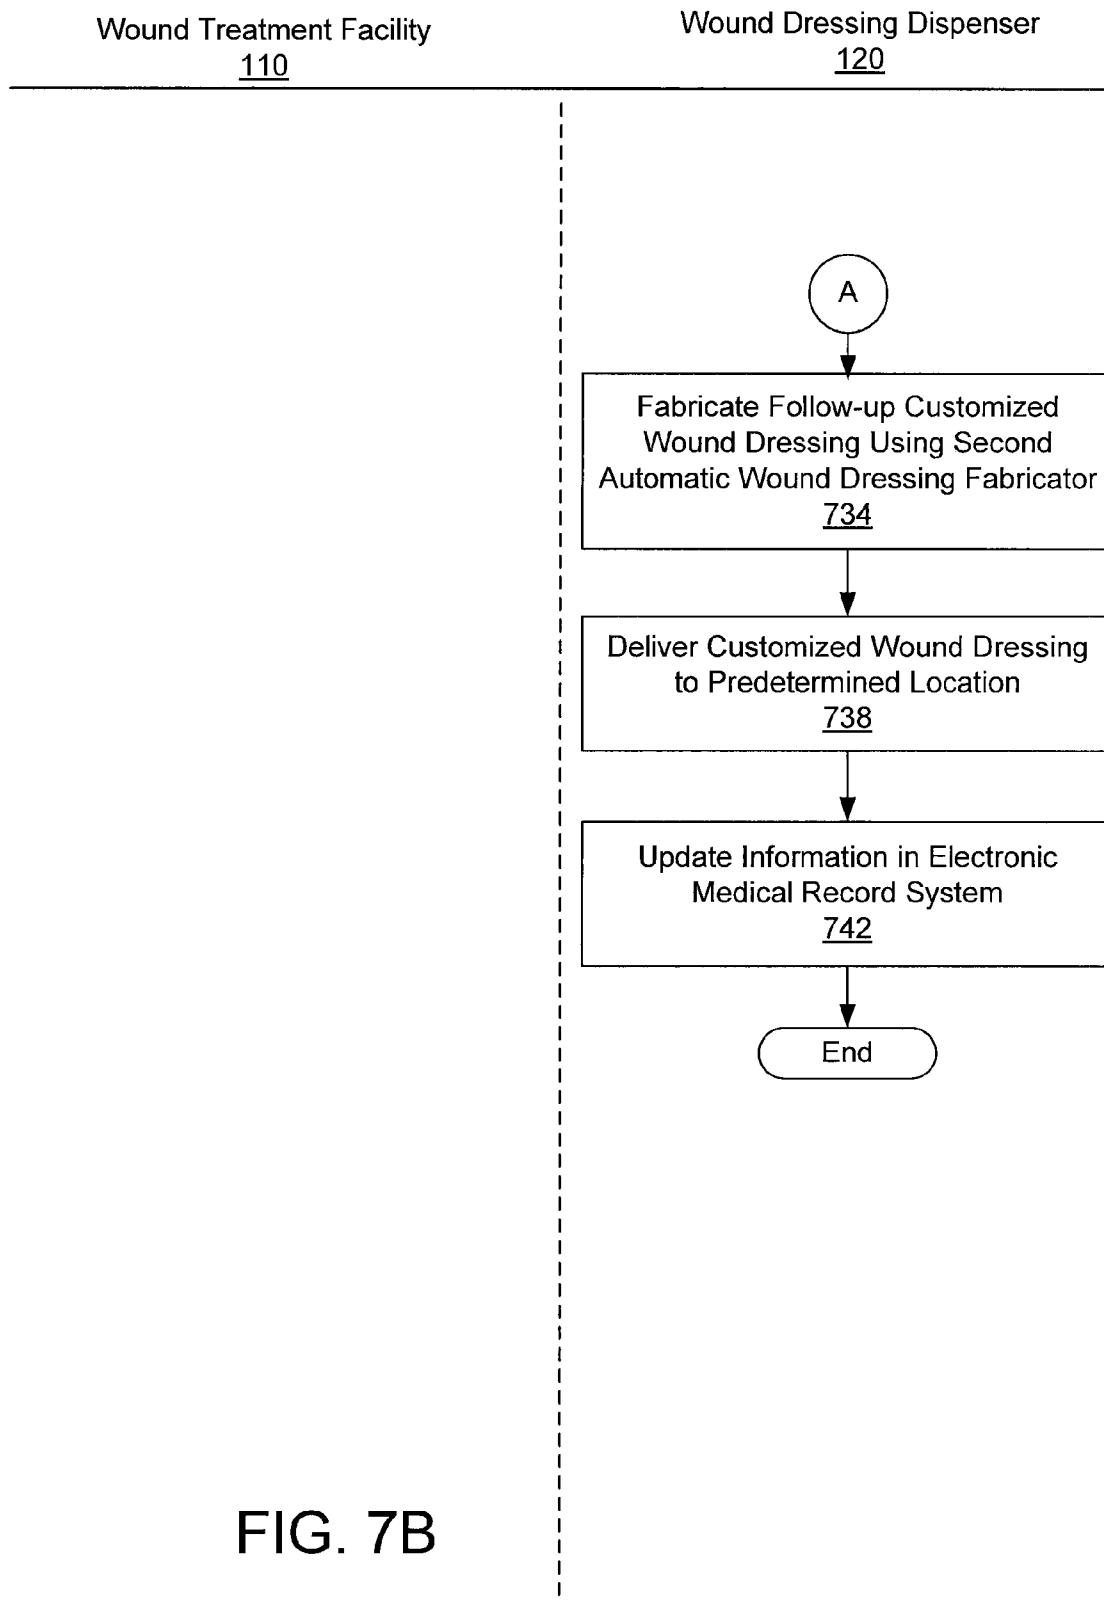 Wound Treatment Facility
110
Wound Dressing Dispenser
120
A
Fabricate Follow-up Customized
Wound Dressing Using Second
Automatic Wound Dressing Fabricator
734
Deliver Customized Wound Dressing
to Predetermined Location
738
Update Information in Electronic
Medical Record System
742
End
FIG. 7B